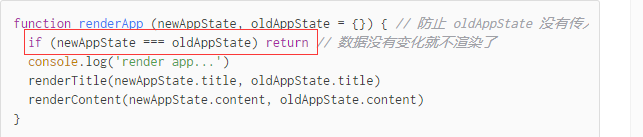 function renderApp (newAppState, oldAppState = {}) { // 防止 oldAppState 没有传
if (newAppState === oldAppState) return // 数据没有变化就不渲染了
console.log('render app...')
renderTitle(newAppState.title, oldAppState.title)
renderContent(newAppState.content, oldAppState.content)
}